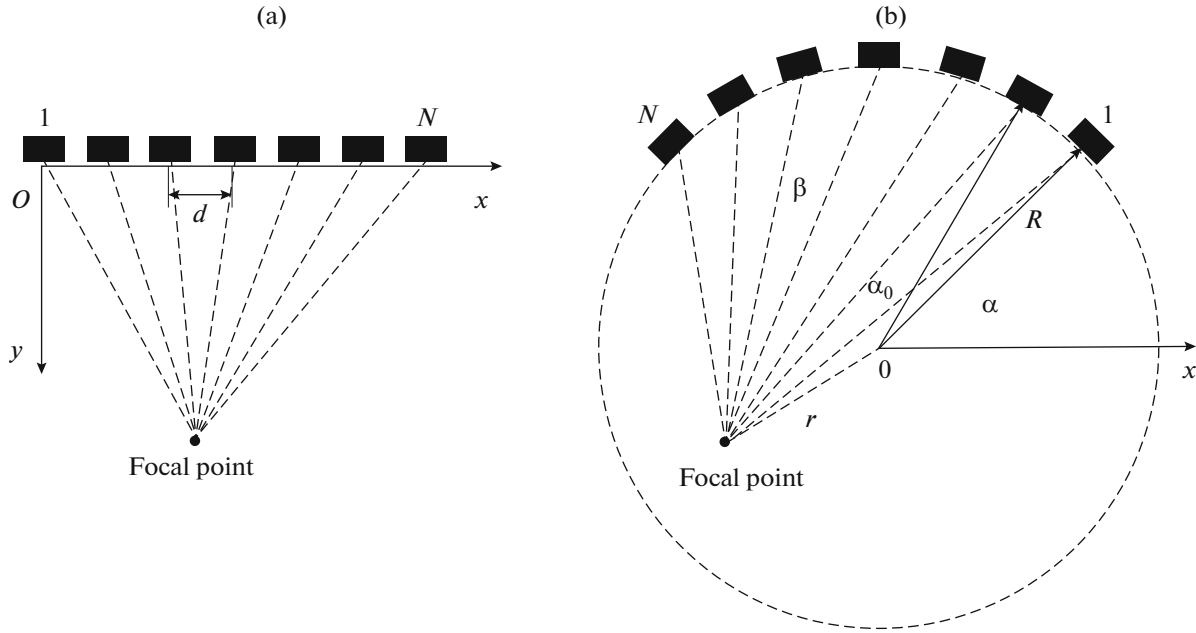 (a)
1
N
O
d
x
y
Focal point
(b)
N
1
β
R
α₀
α
0
x
r
Focal point